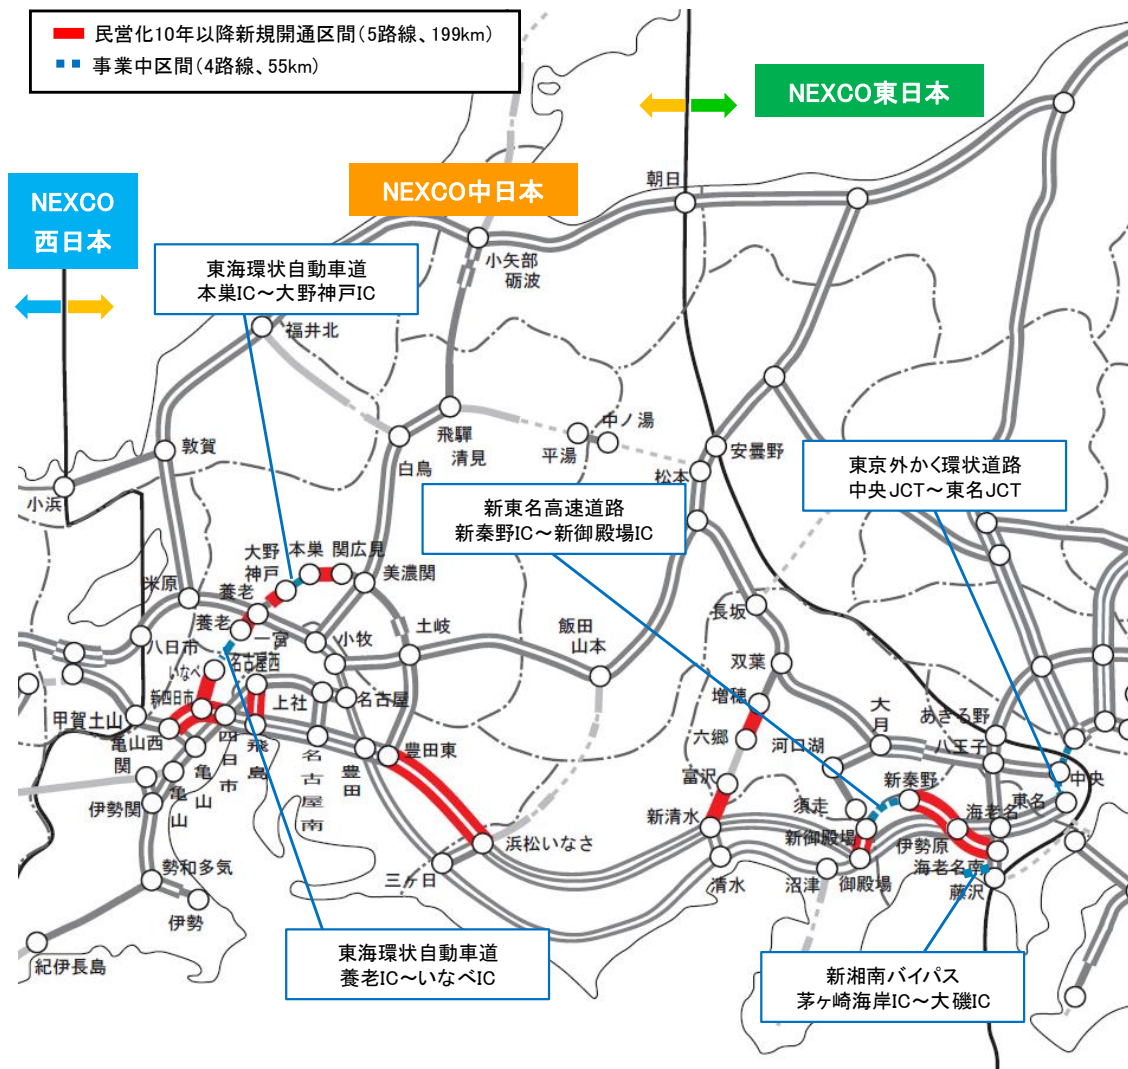 民営化10年以降新規開通区間(5路線、199km)
事業中区間(4路線、55km)
NEXCO東日本
NEXCO中日本
NEXCO
西日本
朝日
小矢部
砺波
東海環状自動車道
本巣IC～大野神戸IC
福井北
敦賀
小浜
飛驒
清見
白鳥
平湯
中ノ湯
安曇野
松本
東京外かく環状道路
中央JCT～東名JCT
新東名高速道路
新秦野IC～新御殿場IC
大野
神戸
本巣
関広見
美濃関
米原
養老
養老
一宮
小牧
土岐
飯田
山本
長坂
双葉
八日市
いなべ
名古屋西
新四日市
上社
名古屋
増穂
六郷
大月
河口湖
あきる野
八王子
甲賀土山
亀山西
関
亀山
四日市
飛島
名古屋南
豊田
豊田東
富沢
新清水
須走
新御殿場
新秦野
中央
東名
海老名
伊勢原
海老名南
藤沢
伊勢関
亀山
浜松いなさ
三ヶ日
清水
沼津
御殿場
勢和多気
伊勢
紀伊長島
東海環状自動車道
養老IC～いなべIC
新湘南バイパス
茅ヶ崎海岸IC～大磯IC